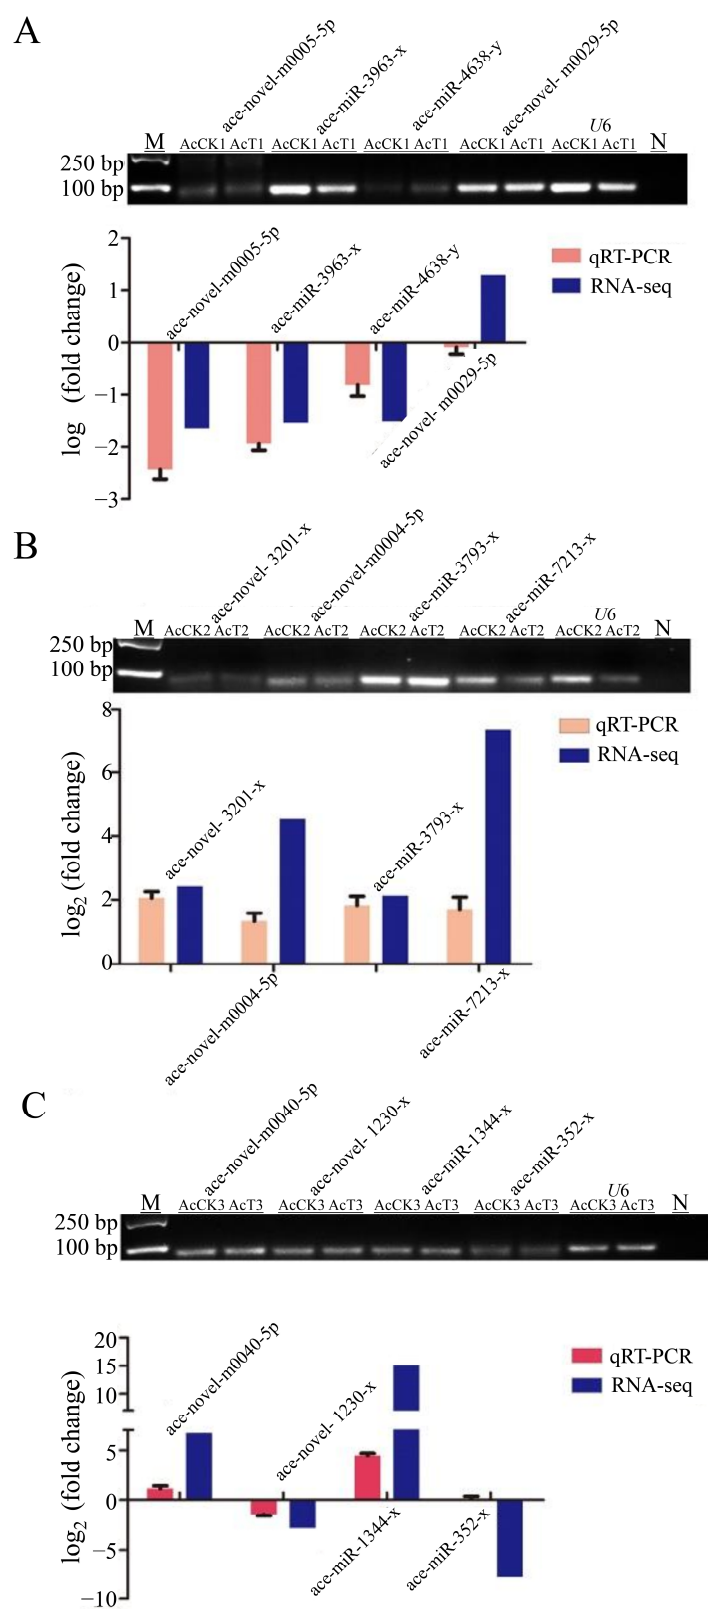 A
ace-novel-m0005-5p
ace-miR-3963-x
ace-miR-4638-y
ace-novel- m0029-5p
U6
M AcCK1 AcT1 AcCK1 AcT1 AcCK1 AcT1 AcCK1 AcT1 AcCK1 AcT1 N
250 bp
100 bp
2
1
0
−1
−2
−3
log (fold change)
ace-novel-m0005-5p
ace-miR-3963-x
ace-miR-4638-y
ace-novel- m0029-5p
qRT-PCR
RNA-seq
B
ace-novel- 3201-x
ace-novel-m0004-5p
ace-miR-3793-x
ace-miR-7213-x
U6
M AcCK2 AcT2 AcCK2 AcT2 AcCK2 AcT2 AcCK2 AcT2 AcCK2 AcT2 N
250 bp
100 bp
8
6
4
2
0
log2 (fold change)
ace-novel- 3201-x
ace-miR-3793-x
ace-novel-m0004-5p
ace-miR-7213-x
qRT-PCR
RNA-seq
C
ace-novel-m0040-5p
ace-novel- 1230-x
ace-miR-1344-x
ace-miR-352-x
U6
M AcCK3 AcT3 AcCK3 AcT3 AcCK3 AcT3 AcCK3 AcT3 AcCK3 AcT3 N
250 bp
100 bp
20
15
10
5
0
−5
−10
log2 (fold change)
ace-novel-m0040-5p
ace-novel- 1230-x
ace-miR-1344-x
ace-miR-352-x
qRT-PCR
RNA-seq